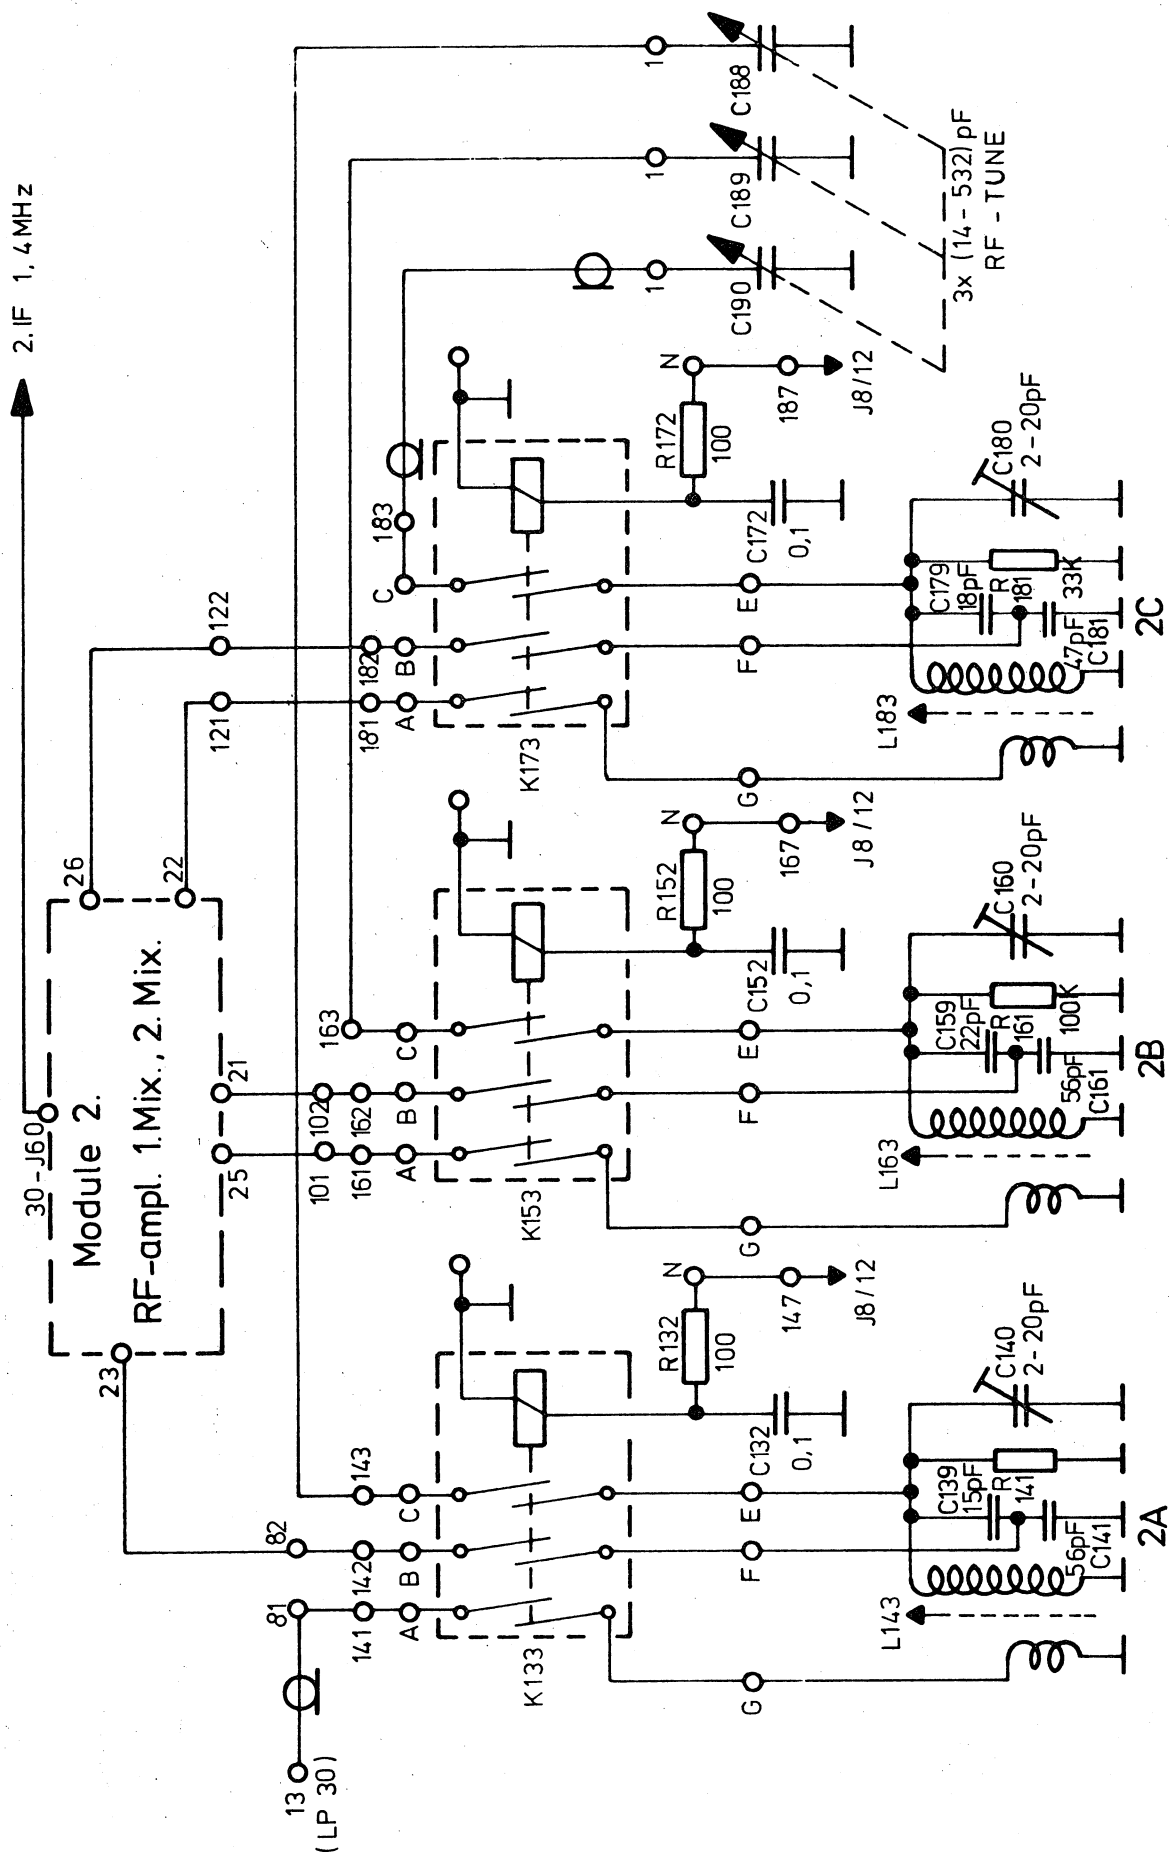 2.IF 1,4MHz
30-J60
Module 2.
RF-ampl. 1.Mix., 2. Mix.
23
25
21
22
26
13
(LP 30)
81
82
101
102
121
122
141
142
143
161
162
163
181
182
183
A
B
C
A
B
C
A
B
C
1
1
1
K133
K153
K173
C190
C189
C188
3x (14-532) pF
RF - TUNE
R132
100
N
147
J8/12
C132
0,1
R152
100
N
167
J8/12
C152
0,1
R172
100
N
187
J8/12
C172
0,1
G
F
E
G
F
E
G
F
E
L143
C139
15pF
R
141
56pF
C141
C140
2-20pF
L163
C159
22pF
R
161
100K
56pF
C161
C160
2-20pF
L183
C179
18pF
R
181
33K
47pF
C181
C180
2-20pF
2A
2B
2C